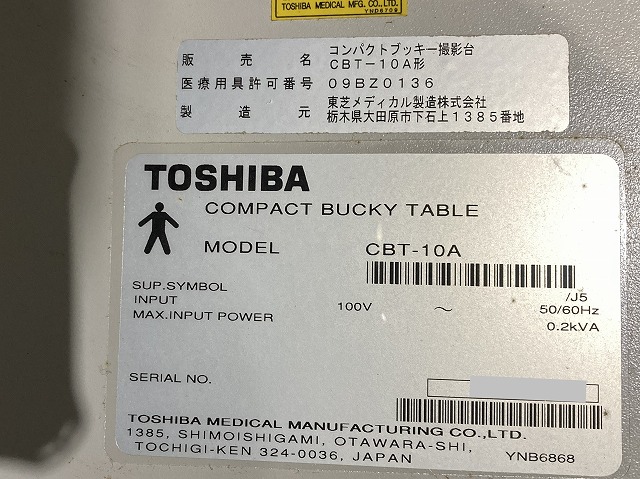 TOSHIBA MEDICAL MFG. CO., LTD.
YND6709
販売名 コンパクトブッキー撮影台
CBT-10A形
医療用具許可番号 09BZ0136
製造元 東芝メディカル製造株式会社
栃木県大田原市下石上1385番地
TOSHIBA
COMPACT BUCKY TABLE
MODEL CBT-10A
SUP.SYMBOL /J5
INPUT 100V ～ 50/60Hz
MAX.INPUT POWER 0.2kVA
SERIAL NO.
TOSHIBA MEDICAL MANUFACTURING CO.,LTD.
1385, SHIMOISHIGAMI, OTAWARA-SHI,
TOCHIGI-KEN 324-0036, JAPAN YNB6868